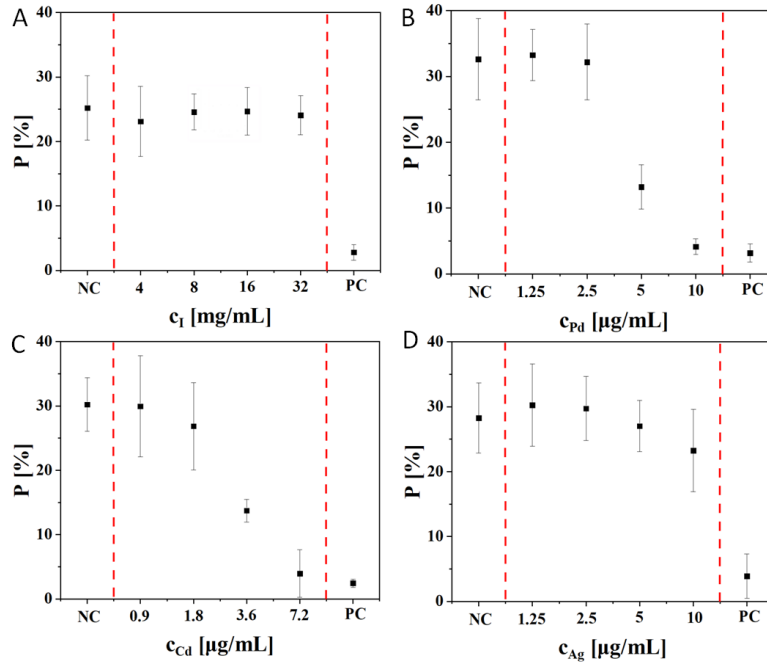 A
P [%]
40
30
20
10
0
NC
4
8
16
32
PC
c_I [mg/mL]
B
P [%]
40
30
20
10
0
NC
1.25
2.5
5
10
PC
c_Pd [µg/mL]
C
P [%]
40
30
20
10
0
NC
0.9
1.8
3.6
7.2
PC
c_Cd [µg/mL]
D
P [%]
40
30
20
10
0
NC
1.25
2.5
5
10
PC
c_Ag [µg/mL]